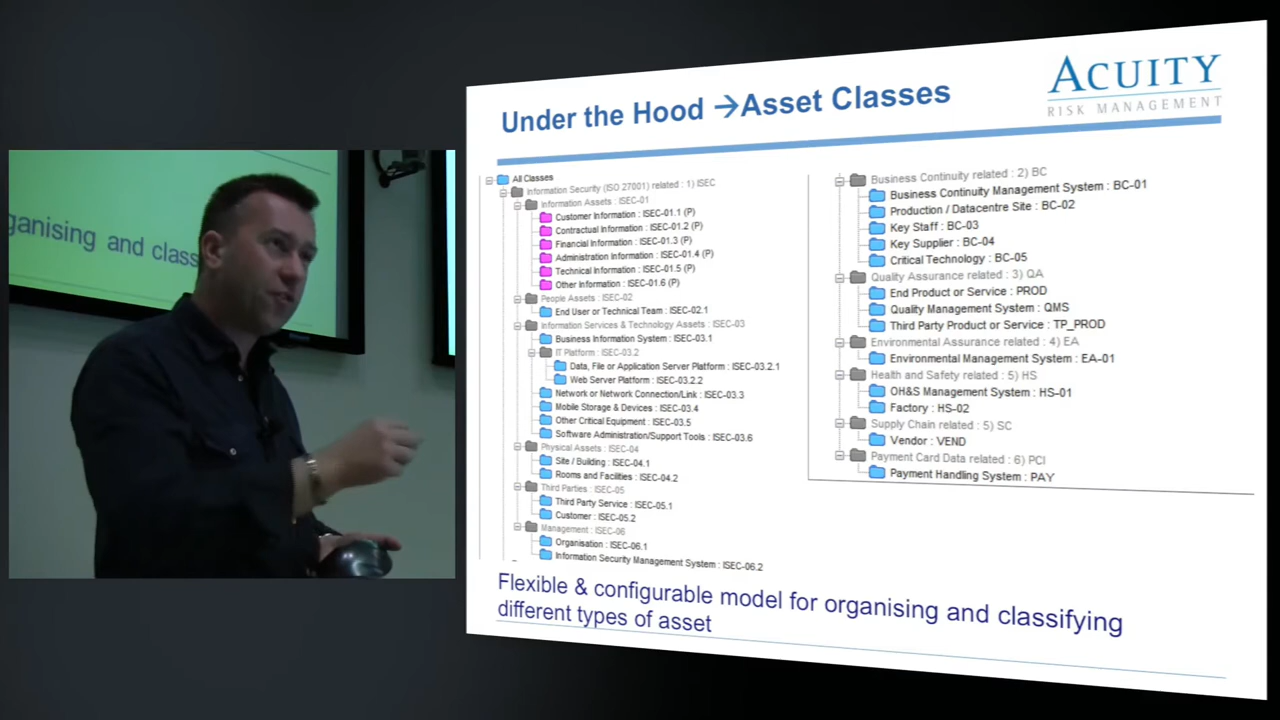 ganising and class
Under the Hood →Asset Classes
ACUITY
RISK MANAGEMENT
All Classes
Information Security (ISO 27001) related : 1) ISEC
Information Assets : ISEC-01
Customer Information : ISEC-01.1 (P)
Contractual Information : ISEC-01.2 (P)
Financial Information : ISEC-01.3 (P)
Administration Information : ISEC-01.4 (P)
Technical Information : ISEC-01.5 (P)
Other Information : ISEC-01.6 (P)
People Assets : ISEC-02
End User or Technical Team : ISEC-02.1
Information Services & Technology Assets : ISEC-03
Business Information System : ISEC-03.1
IT Platform : ISEC-03.2
Data, File or Application Server Platform : ISEC-03.2.1
Web Server Platform : ISEC-03.2.2
Network or Network Connection/Link : ISEC-03.3
Mobile Storage & Devices : ISEC-03.4
Other Critical Equipment : ISEC-03.5
Software Administration/Support Tools : ISEC-03.6
Physical Assets : ISEC-04
Site / Building : ISEC-04.1
Rooms and Facilities : ISEC-04.2
Third Parties : ISEC-05
Third Party Service : ISEC-05.1
Customer : ISEC-05.2
Management : ISEC-06
Organisation : ISEC-06.1
Information Security Management System : ISEC-06.2
Business Continuity related : 2) BC
Business Continuity Management System : BC-01
Production / Datacentre Site : BC-02
Key Staff : BC-03
Key Supplier : BC-04
Critical Technology : BC-05
Quality Assurance related : 3) QA
End Product or Service : PROD
Quality Management System : QMS
Third Party Product or Service : TP_PROD
Environmental Assurance related : 4) EA
Environmental Management System : EA-01
Health and Safety related : 5) HS
OH&S Management System : HS-01
Factory : HS-02
Supply Chain related : 5) SC
Vendor : VEND
Payment Card Data related : 6) PCI
Payment Handling System : PAY
Flexible & configurable model for organising and classifying
different types of asset